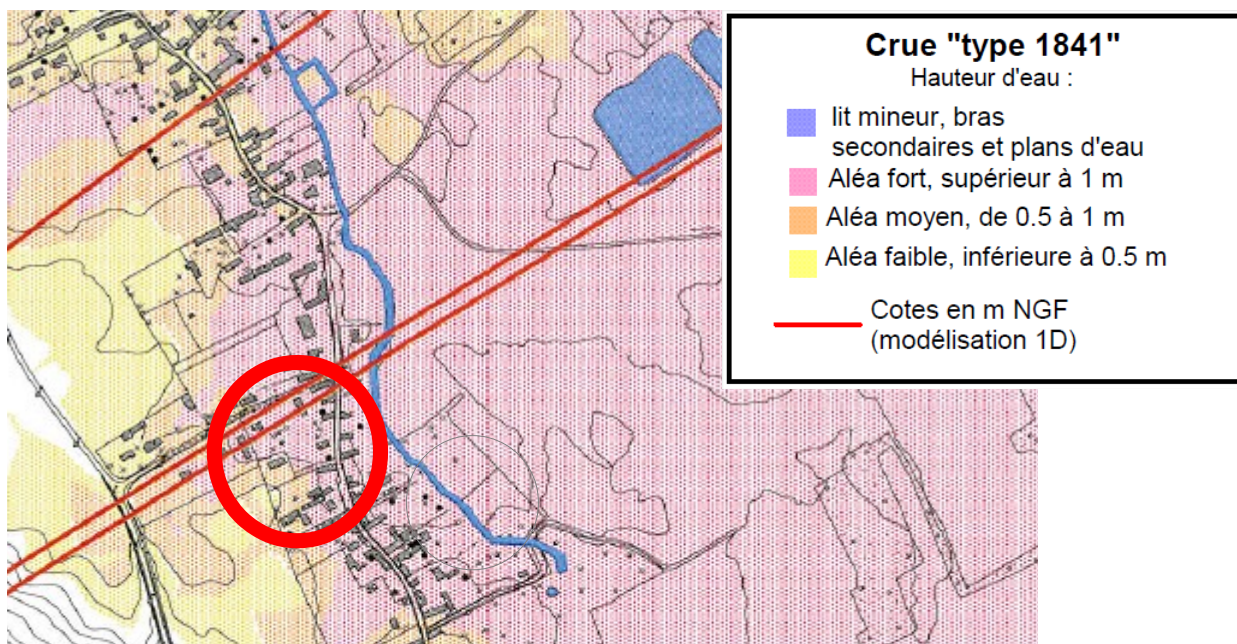 Crue "type 1841"
Hauteur d'eau :
lit mineur, bras
secondaires et plans d'eau
Aléa fort, supérieur à 1 m
Aléa moyen, de 0.5 à 1 m
Aléa faible, inférieure à 0.5 m
Cotes en m NGF
(modélisation 1D)